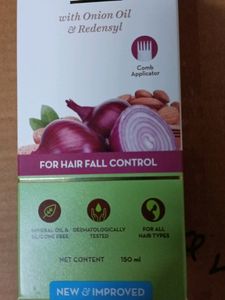 with Onion Oil
& Redensyl
Comb
Applicator
FOR HAIR FALL CONTROL
MINERAL OIL &
SILICONE FREE
DERMATOLOGICALLY
TESTED
FOR ALL
HAIR TYPES
NET CONTENT 150 ml
NEW & IMPROVED